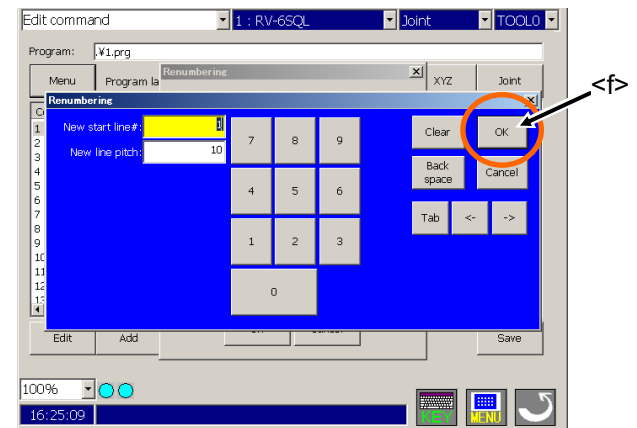 Edit command 1 : RV-6SQL Joint TOOL0
Program: .¥1.prg
Menu Program la Renumbering XYZ Joint
<f>
Renumbering
New start line#: 1
New line pitch: 10
7 8 9
4 5 6
1 2 3
0
Clear OK
Back space Cancel
Tab <- ->
1
2
3
4
5
6
7
8
9
10
11
12
13
Edit Add Save
100%
16:25:09
KEY MENU